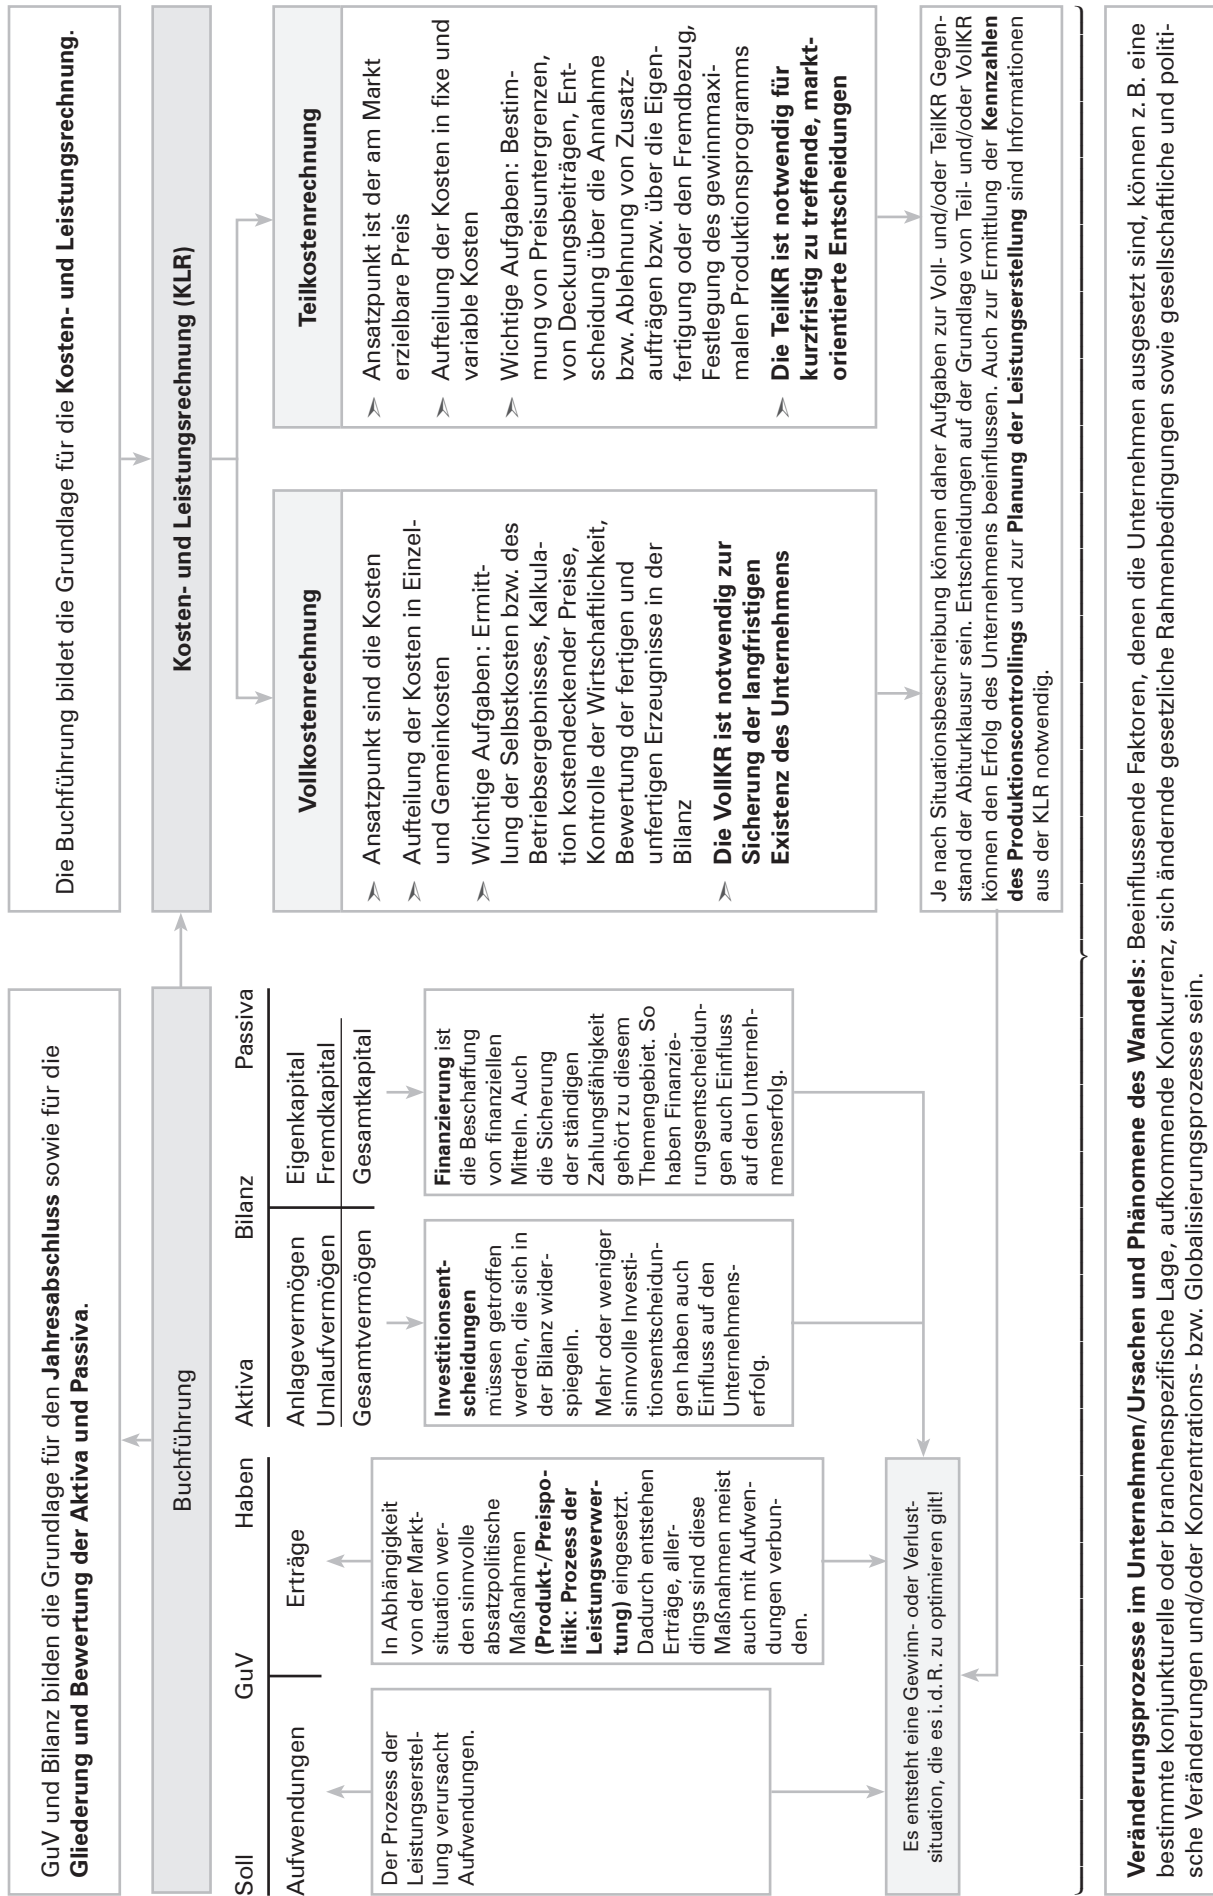 GuV und Bilanz bilden die Grundlage für den Jahresabschluss sowie für die
Gliederung und Bewertung der Aktiva und Passiva.
Die Buchführung bildet die Grundlage für die Kosten- und Leistungsrechnung.
Buchführung
Kosten- und Leistungsrechnung (KLR)
Soll GuV Haben
Aufwendungen Erträge
Der Prozess der
Leistungserstel-
lung verursacht
Aufwendungen.
In Abhängigkeit
von der Markt-
situation wer-
den sinnvolle
absatzpolitische
Maßnahmen
(Produkt-/Preispo-
litik: Prozess der
Leistungsverwer-
tung) eingesetzt.
Dadurch entstehen
Erträge, aller-
dings sind diese
Maßnahmen meist
auch mit Aufwen-
dungen verbun-
den.
Aktiva Bilanz Passiva
Anlagevermögen Eigenkapital
Umlaufvermögen Fremdkapital
Gesamtvermögen Gesamtkapital
Investitionsent-
scheidungen
müssen getroffen
werden, die sich in
der Bilanz wider-
spiegeln.
Mehr oder weniger
sinnvolle Investi-
tionsentscheidun-
gen haben auch
Einfluss auf den
Unternehmens-
erfolg.
Finanzierung ist
die Beschaffung
von finanziellen
Mitteln. Auch
die Sicherung
der ständigen
Zahlungsfähigkeit
gehört zu diesem
Themengebiet. So
haben Finanzie-
rungsentscheidun-
gen auch Einfluss
auf den Unterneh-
menserfolg.
Vollkostenrechnung
➢ Ansatzpunkt sind die Kosten
➢ Aufteilung der Kosten in Einzel-
und Gemeinkosten
➢ Wichtige Aufgaben: Ermitt-
lung der Selbstkosten bzw. des
Betriebsergebnisses, Kalkula-
tion kostendeckender Preise,
Kontrolle der Wirtschaftlichkeit,
Bewertung der fertigen und
unfertigen Erzeugnisse in der
Bilanz
➢ Die VollKR ist notwendig zur
Sicherung der langfristigen
Existenz des Unternehmens
Teilkostenrechnung
➢ Ansatzpunkt ist der am Markt
erzielbare Preis
➢ Aufteilung der Kosten in fixe und
variable Kosten
➢ Wichtige Aufgaben: Bestim-
mung von Preisuntergrenzen,
von Deckungsbeiträgen, Ent-
scheidung über die Annahme
bzw. Ablehnung von Zusatz-
aufträgen bzw. über die Eigen-
fertigung oder den Fremdbezug,
Festlegung des gewinnmaxi-
malen Produktionsprogramms
➢ Die TeilKR ist notwendig für
kurzfristig zu treffende, markt-
orientierte Entscheidungen
Es entsteht eine Gewinn- oder Verlust-
situation, die es i. d. R. zu optimieren gilt!
Je nach Situationsbeschreibung können daher Aufgaben zur Voll- und/oder TeilKR Gegen-
stand der Abiturklausur sein. Entscheidungen auf der Grundlage von Teil- und/oder VollKR
können den Erfolg des Unternehmens beeinflussen. Auch zur Ermittlung der Kennzahlen
des Produktionscontrollings und zur Planung der Leistungserstellung sind Informationen
aus der KLR notwendig.
Veränderungsprozesse im Unternehmen/Ursachen und Phänomene des Wandels: Beeinflussende Faktoren, denen die Unternehmen ausgesetzt sind, können z. B. eine
bestimmte konjunkturelle oder branchenspezifische Lage, aufkommende Konkurrenz, sich ändernde gesetzliche Rahmenbedingungen sowie gesellschaftliche und politi-
sche Veränderungen und/oder Konzentrations- bzw. Globalisierungsprozesse sein.